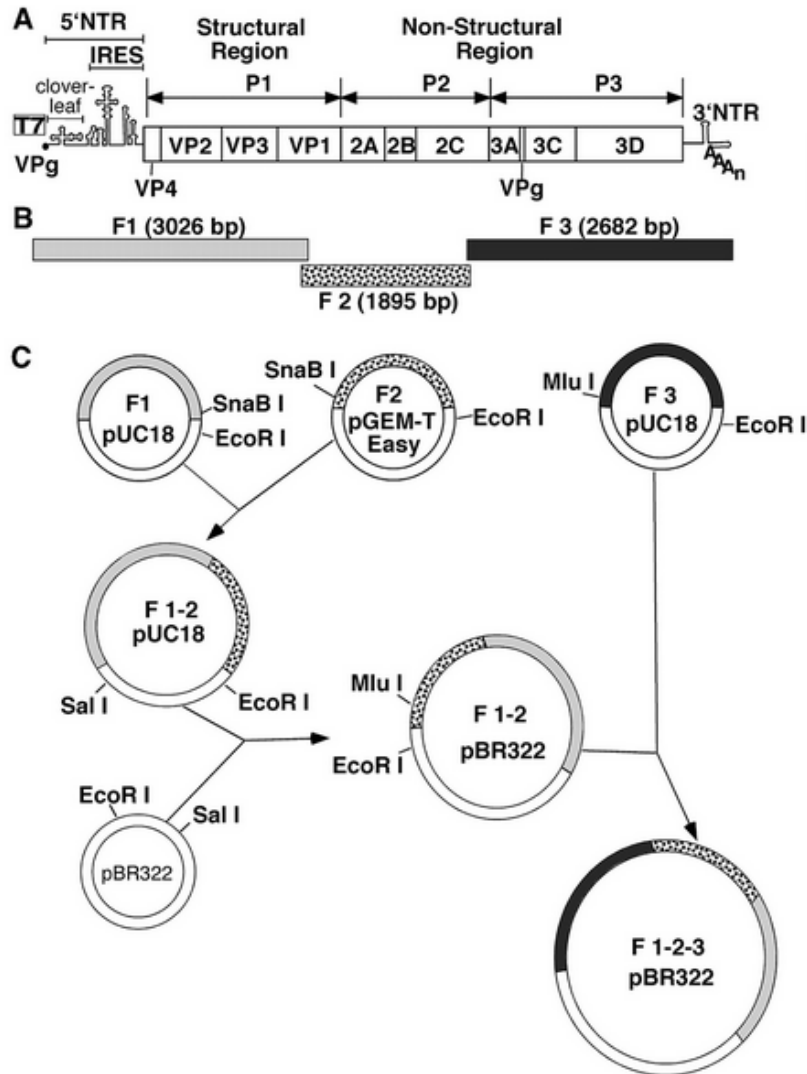 A
5‘NTR
IRES
Structural
Region
Non-Structural
Region
clover-
leaf
P1
P2
P3
3‘NTR
T7
VPg
VP2
VP3
VP1
2A
2B
2C
3A
3C
3D
AAAn
VP4
VPg
B
F1 (3026 bp)
F 3 (2682 bp)
F 2 (1895 bp)
C
F1
pUC18
SnaB I
EcoR I
SnaB I
F2
pGEM-T
Easy
EcoR I
Mlu I
F 3
pUC18
EcoR I
F 1-2
pUC18
Sal I
EcoR I
Mlu I
F 1-2
pBR322
EcoR I
EcoR I
Sal I
pBR322
F 1-2-3
pBR322